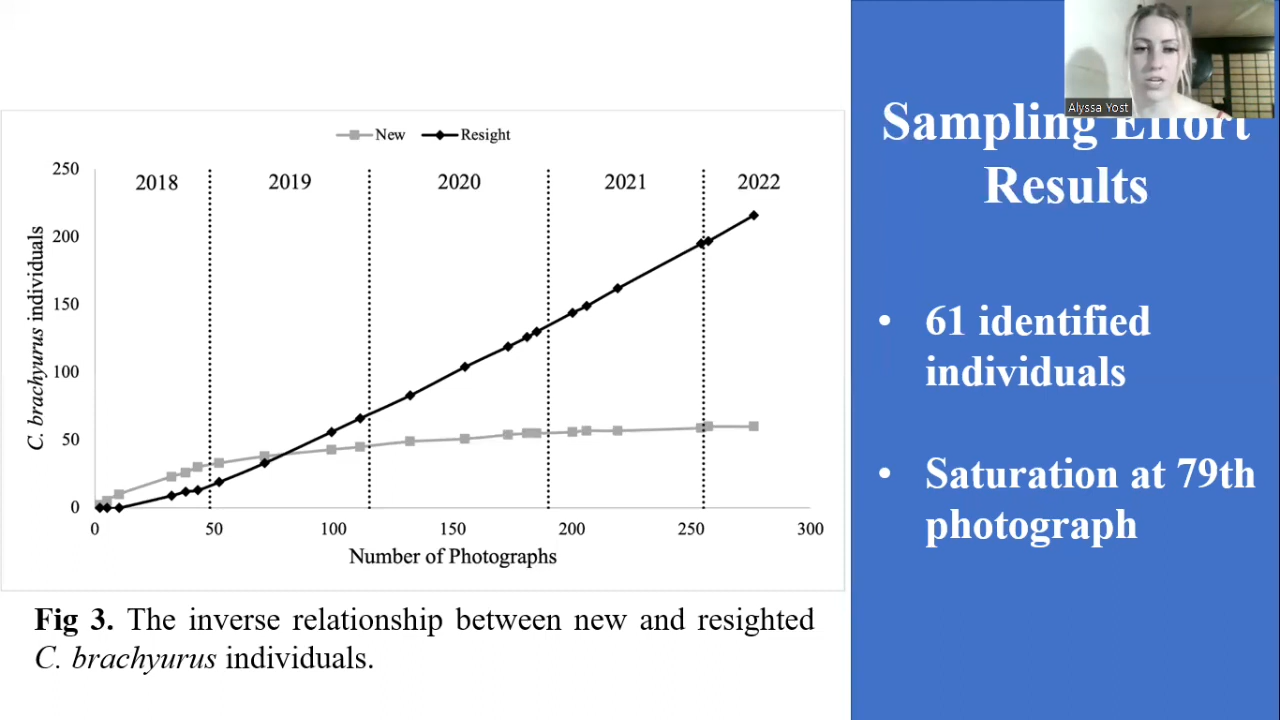 Alyssa Yost
Sampling Effort
Results
• 61 identified
individuals
• Saturation at 79th
photograph
New Resight
2018 2019 2020 2021 2022
250
200
150
100
50
0
C. brachyurus individuals
0 50 100 150 200 250 300
Number of Photographs
Fig 3. The inverse relationship between new and resighted
C. brachyurus individuals.